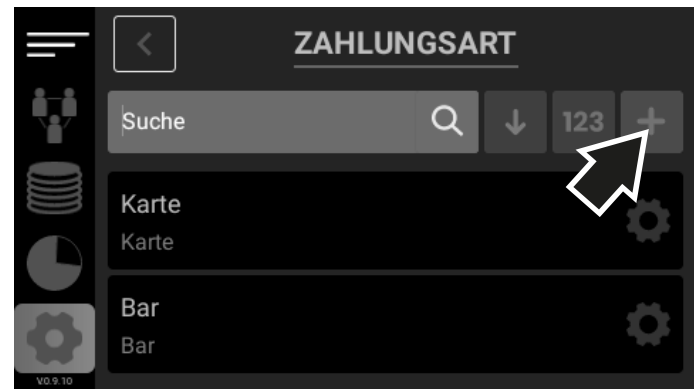 ZAHLUNGSART
Suche
123
Karte
Karte
Bar
Bar
V0.9.10